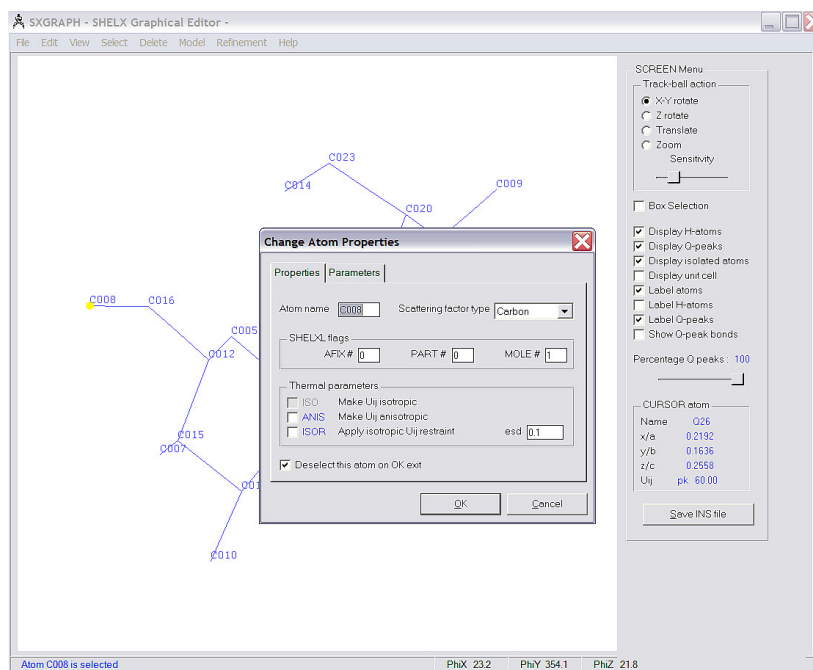 SXGRAPH - SHELX Graphical Editor -
File Edit View Select Delete Model Refinement Help
C023
C014
C009
C020
C008
C016
C005
C012
C015
C007
C010
Change Atom Properties
Properties Parameters
Atom name C008 Scattering factor type Carbon
SHELXL flags
AFIX # 0 PART # 0 MOLE # 1
Thermal parameters
ISO Make Uij isotropic
ANIS Make Uij anisotropic
ISOR Apply isotropic Uij restraint esd 0.1
Deselect this atom on OK exit
OK Cancel
SCREEN Menu
Track-ball action
X-Y rotate
Z rotate
Translate
Zoom
Sensitivity
Box Selection
Display H-atoms
Display Q-peaks
Display isolated atoms
Display unit cell
Label atoms
Label H-atoms
Label Q-peaks
Show Q-peak bonds
Percentage Q peaks : 100
CURSOR atom
Name Q26
x/a 0.2192
y/b 0.1636
z/c 0.2558
Uij pk 60.00
Save INS file
Atom C008 is selected PhiX 23.2 PhiY 354.1 PhiZ 21.8